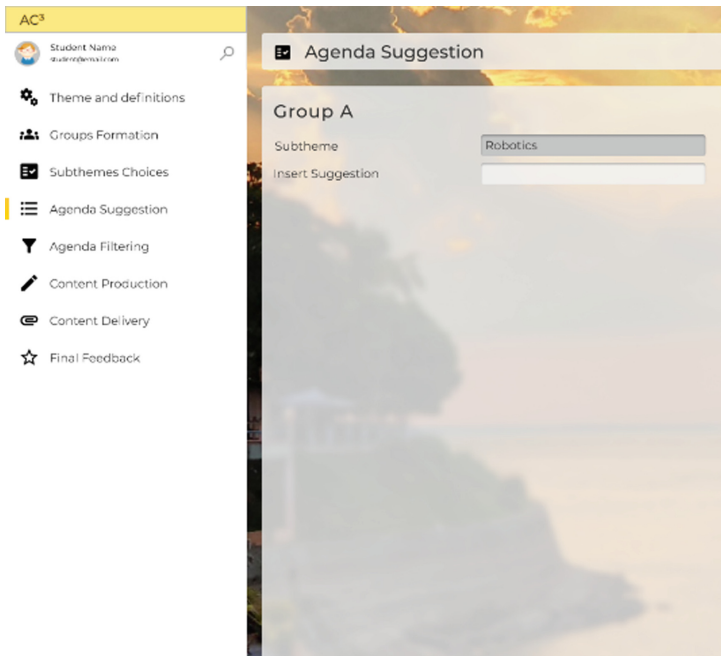 AC³
Student Name
student@email.com
Theme and definitions
Groups Formation
Subthemes Choices
Agenda Suggestion
Agenda Filtering
Content Production
Content Delivery
Final Feedback
Agenda Suggestion
Group A
Subtheme Robotics
Insert Suggestion